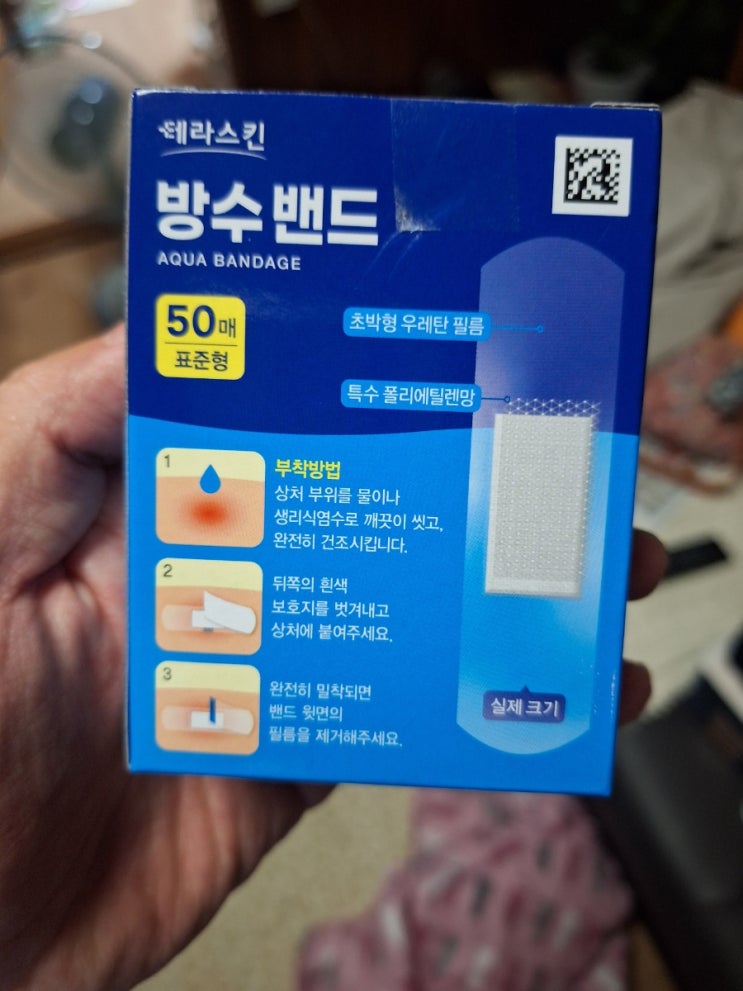 테라스킨
방수 밴드
AQUA BANDAGE
50매
표준형
초박형 우레탄 필름
특수 폴리에틸렌망
1
부착방법
상처 부위를 물이나
생리식염수로 깨끗이 씻고,
완전히 건조시킵니다.
2
뒤쪽의 흰색
보호지를 벗겨내고
상처에 붙여주세요.
3
완전히 밀착되면
밴드 윗면의
필름을 제거해주세요.
실제 크기